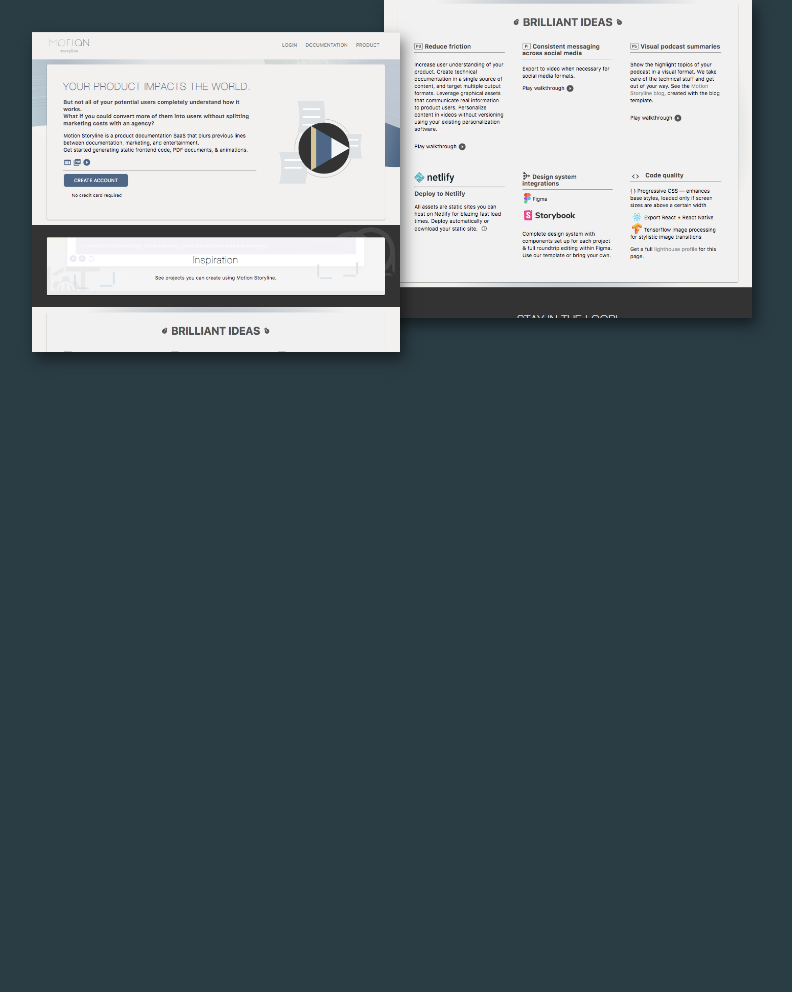 MOTION
storyline
LOGIN DOCUMENTATION PRODUCT
YOUR PRODUCT IMPACTS THE WORLD.
But not all of your potential users completely understand how it
works.
What if you could convert more of them into users without splitting
marketing costs with an agency?
Motion Storyline is a product documentation SaaS that blurs previous lines
between documentation, marketing, and entertainment.
Get started generating static frontend code, PDF documents, & animations.
CREATE ACCOUNT
No credit card required
Inspiration
See projects you can create using Motion Storyline.
BRILLIANT IDEAS
BRILLIANT IDEAS
Reduce friction
Increase user understanding of your
product. Create technical
documentation in a single source of
content, and target multiple output
formats. Leverage graphical assets
that communicate real information
to product users. Personalize
content in videos without versioning
using your existing personalization
software.
Play walkthrough
Consistent messaging
across social media
Export to video when necessary for
social media formats.
Play walkthrough
Visual podcast summaries
Show the highlight topics of your
podcast in a visual format. We take
care of the technical stuff and get
out of your way. See the Motion
Storyline blog, created with the blog
template.
Play walkthrough
netlify
Deploy to Netlify
All assets are static sites you can
host on Netlify for blazing fast load
times. Deploy automatically or
download your static site.
Design system
integrations
Figma
Storybook
Complete design system with
components set up for each project
& full roundtrip editing within Figma.
Use our template or bring your own.
Code quality
{ } Progressive CSS — enhances
base styles, loaded only if screen
sizes are above a certain width
Export React + React Native
Tensorflow image processing
for stylistic image transitions
Get a full lighthouse profile for this
page.
STAY IN THE LOOP!